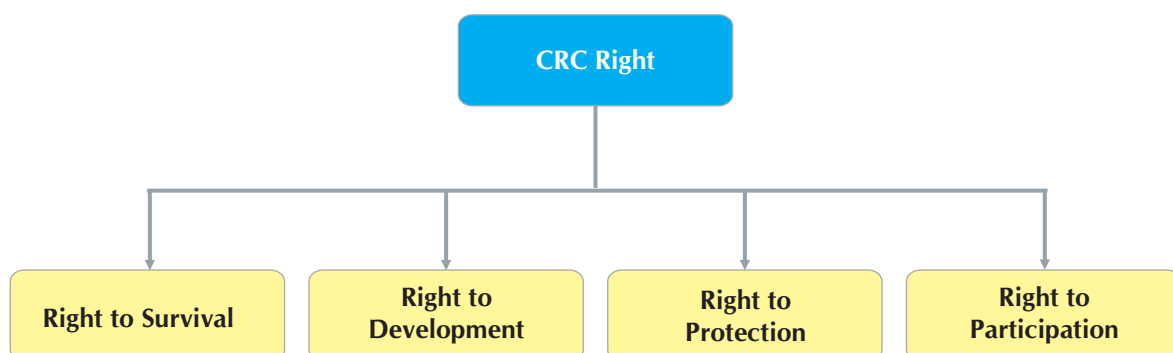 CRC Right
Right to Survival
Right to
Development
Right to
Protection
Right to
Participation